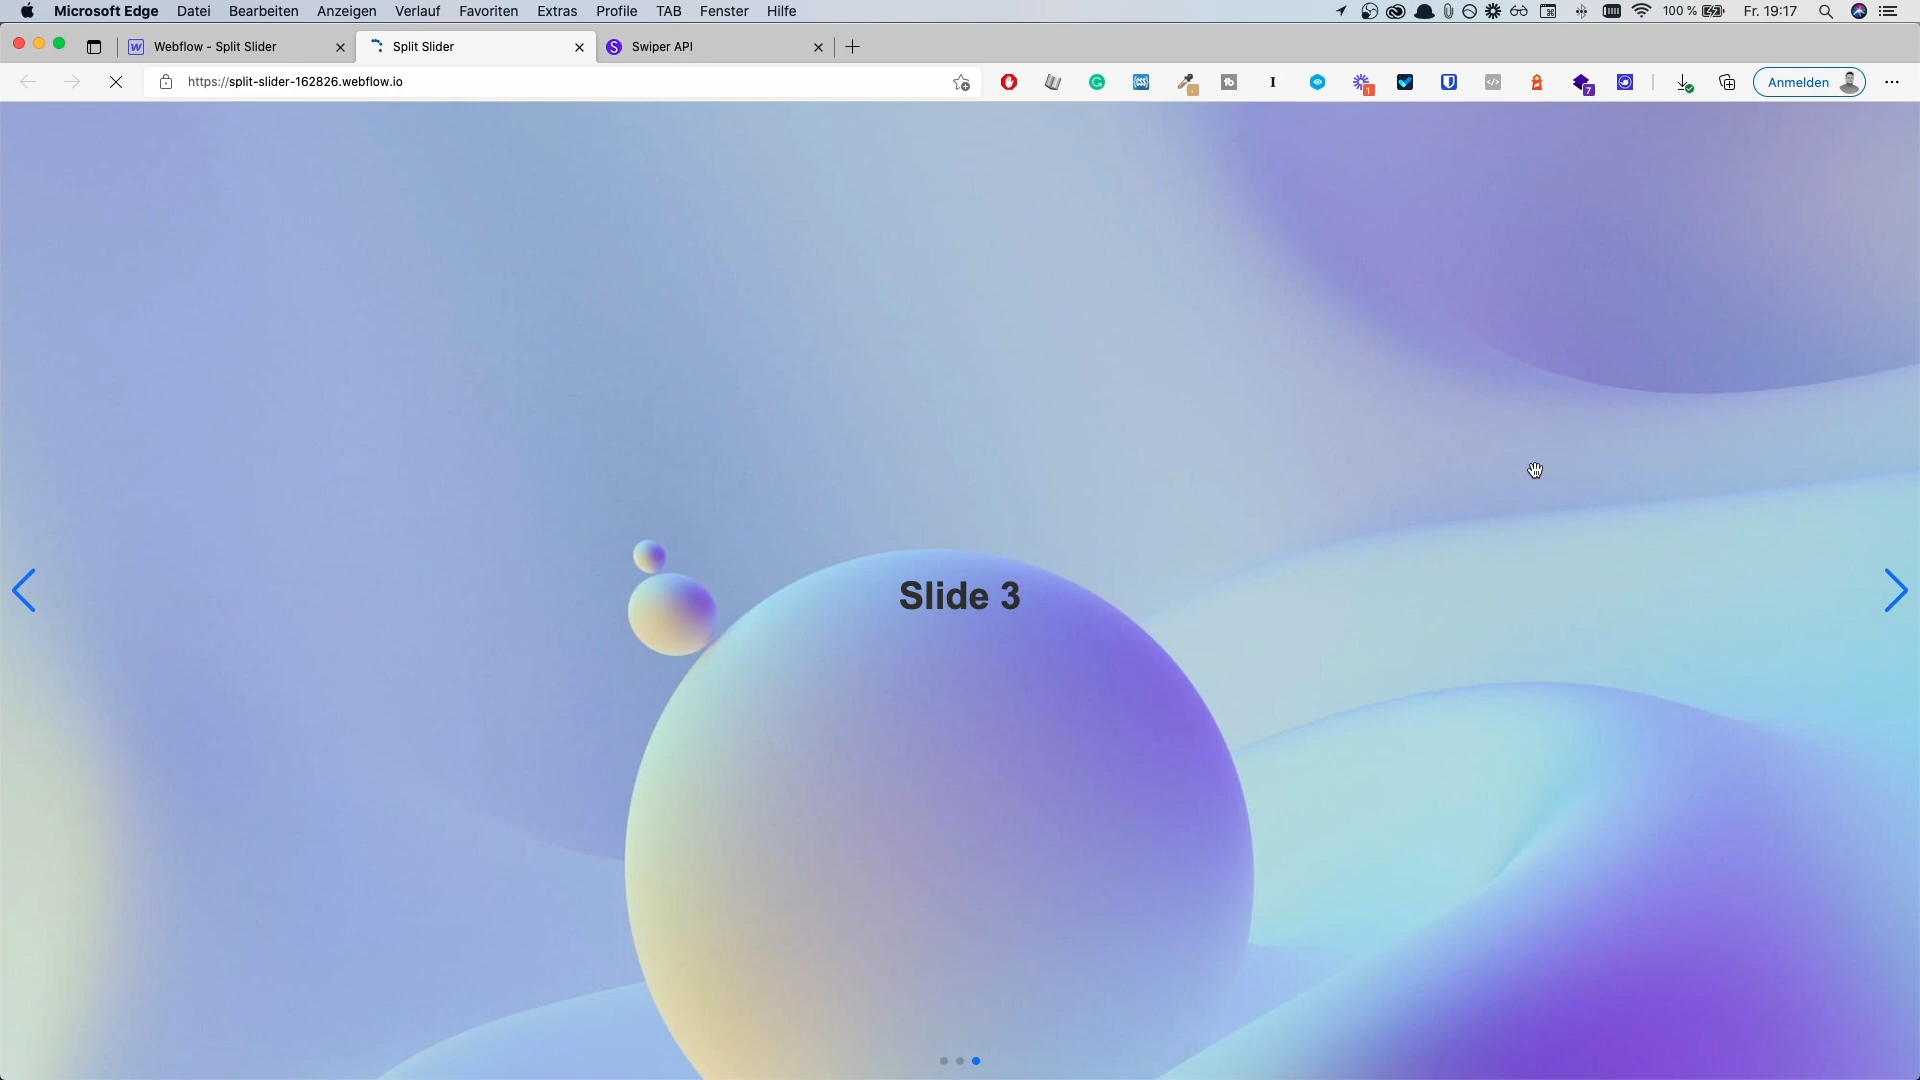 Microsoft Edge Datei Bearbeiten Anzeigen Verlauf Favoriten Extras Profile TAB Fenster Hilfe 100 % Fr. 19:17
Webflow - Split Slider Split Slider Swiper API
https://split-slider-162826.webflow.io Anmelden
Slide 3